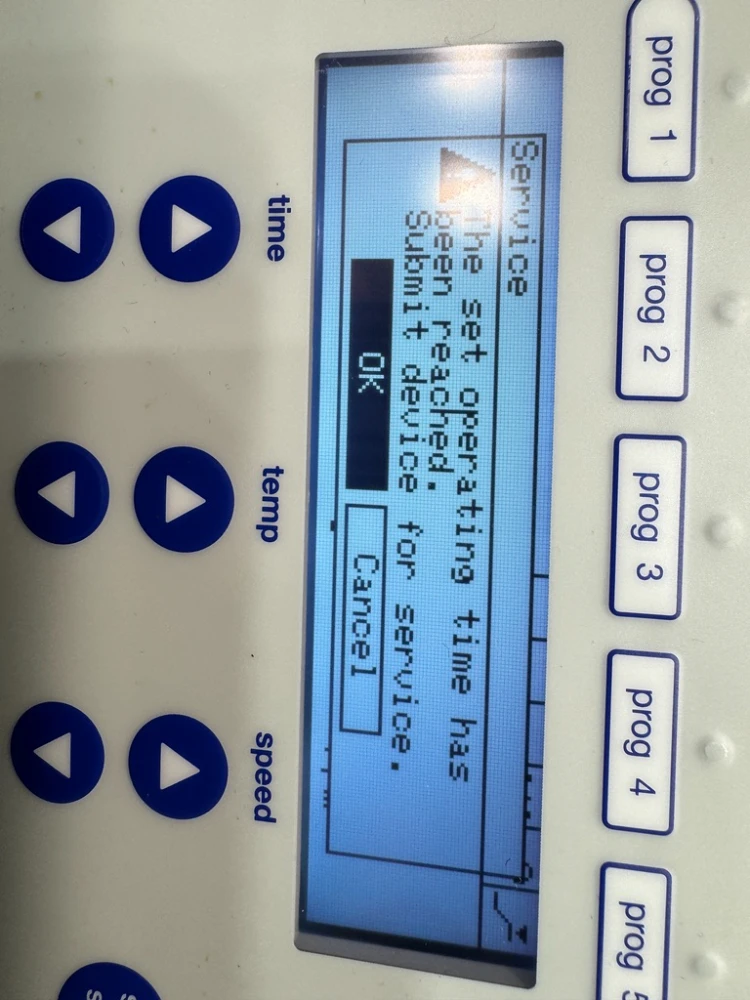 prog 1
prog 2
prog 3
prog 4
prog
Service
The set operating time has
been reached.
Submit device for service.
OK
Cancel
time
temp
speed